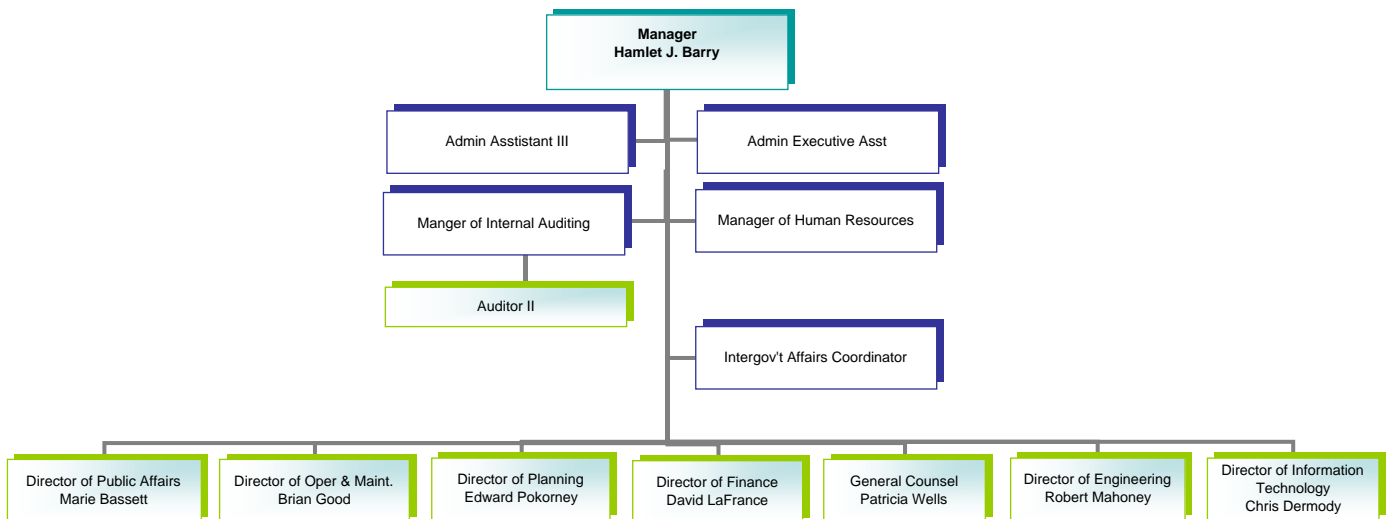 Manager
Hamlet J. Barry
Admin Asstistant III
Admin Executive Asst
Manger of Internal Auditing
Manager of Human Resources
Auditor II
Intergov't Affairs Coordinator
Director of Public Affairs
Marie Bassett
Director of Oper & Maint.
Brian Good
Director of Planning
Edward Pokorney
Director of Finance
David LaFrance
General Counsel
Patricia Wells
Director of Engineering
Robert Mahoney
Director of Information
Technology
Chris Dermody